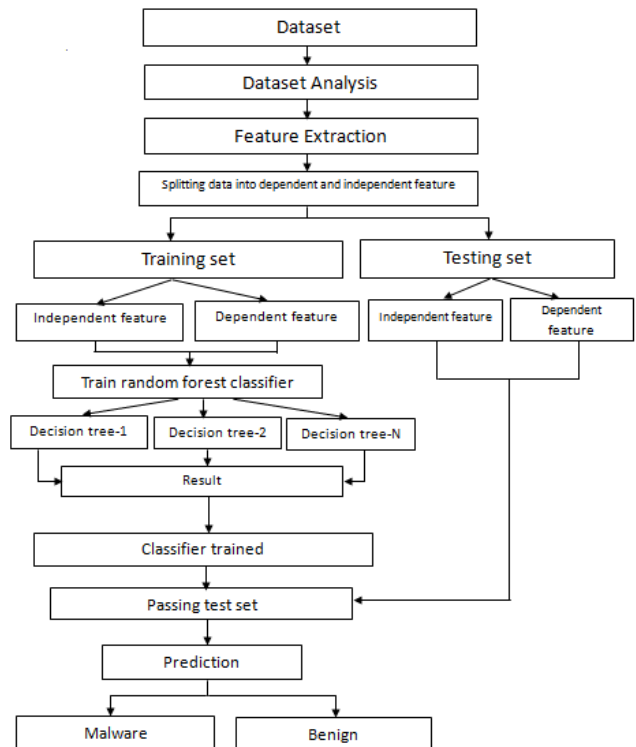 Dataset
Dataset Analysis
Feature Extraction
Splitting data into dependent and independent feature
Training set
Testing set
Independent feature
Dependent feature
Independent feature
Dependent
feature
Train random forest classifier
Decision tree-1
Decision tree-2
Decision tree-N
Result
Classifier trained
Passing test set
Prediction
Malware
Benign